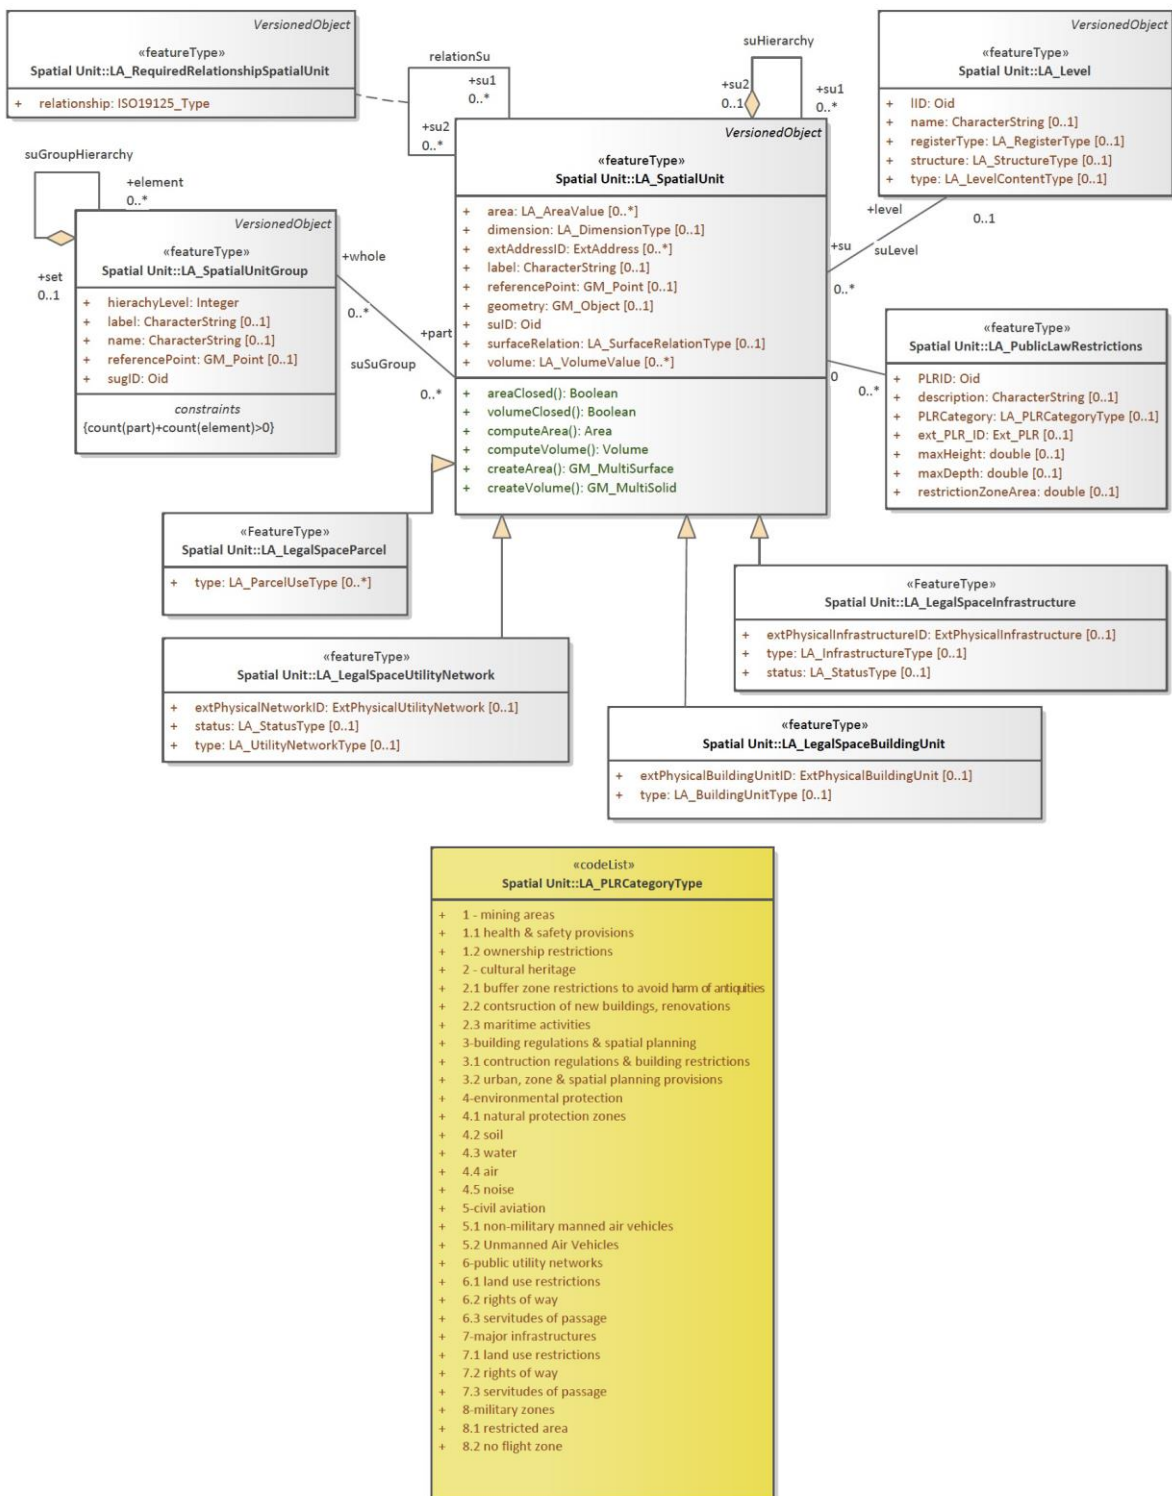 VersionedObject
«featureType»
Spatial Unit::LA_RequiredRelationshipSpatialUnit
+ relationship: ISO19125_Type
relationSu
+su1
0..*
+su2
0..*
suHierarchy
+su2
0..1
+su1
0..*
VersionedObject
«featureType»
Spatial Unit::LA_Level
+ lID: Oid
+ name: CharacterString [0..1]
+ registerType: LA_RegisterType [0..1]
+ structure: LA_StructureType [0..1]
+ type: LA_LevelContentType [0..1]
+level
0..1
suLevel
+su
0..*
suGroupHierarchy
+element
0..*
+set
0..1
VersionedObject
«featureType»
Spatial Unit::LA_SpatialUnitGroup
+ hierachyLevel: Integer
+ label: CharacterString [0..1]
+ name: CharacterString [0..1]
+ referencePoint: GM_Point [0..1]
+ sugID: Oid
constraints
{count(part)+count(element)>0}
+whole
0..*
+part
suSuGroup
0..*
VersionedObject
«featureType»
Spatial Unit::LA_SpatialUnit
+ area: LA_AreaValue [0..*]
+ dimension: LA_DimensionType [0..1]
+ extAddressID: ExtAddress [0..*]
+ label: CharacterString [0..1]
+ referencePoint: GM_Point [0..1]
+ geometry: GM_Object [0..1]
+ suID: Oid
+ surfaceRelation: LA_SurfaceRelationType [0..1]
+ volume: LA_VolumeValue [0..*]
+ areaClosed(): Boolean
+ volumeClosed(): Boolean
+ computeArea(): Area
+ computeVolume(): Volume
+ createArea(): GM_MultiSurface
+ createVolume(): GM_MultiSolid
0
0..*
«featureType»
Spatial Unit::LA_PublicLawRestrictions
+ PLRID: Oid
+ description: CharacterString [0..1]
+ PLRCategory: LA_PLRCategoryType [0..1]
+ ext_PLR_ID: Ext_PLR [0..1]
+ maxHeight: double [0..1]
+ maxDepth: double [0..1]
+ restrictionZoneArea: double [0..1]
«FeatureType»
Spatial Unit::LA_LegalSpaceParcel
+ type: LA_ParcelUseType [0..*]
«FeatureType»
Spatial Unit::LA_LegalSpaceInfrastructure
+ extPhysicalInfrastructureID: ExtPhysicalInfrastructure [0..1]
+ type: LA_InfrastructureType [0..1]
+ status: LA_StatusType [0..1]
«featureType»
Spatial Unit::LA_LegalSpaceUtilityNetwork
+ extPhysicalNetworkID: ExtPhysicalUtilityNetwork [0..1]
+ status: LA_StatusType [0..1]
+ type: LA_UtilityNetworkType [0..1]
«featureType»
Spatial Unit::LA_LegalSpaceBuildingUnit
+ extPhysicalBuildingUnitID: ExtPhysicalBuildingUnit [0..1]
+ type: LA_BuildingUnitType [0..1]
«codeList»
Spatial Unit::LA_PLRCategoryType
+ 1 - mining areas
+ 1.1 health & safety provisions
+ 1.2 ownership restrictions
+ 2 - cultural heritage
+ 2.1 buffer zone restrictions to avoid harm of antiquities
+ 2.2 contsruction of new buildings, renovations
+ 2.3 maritime activities
+ 3-building regulations & spatial planning
+ 3.1 contruction regulations & building restrictions
+ 3.2 urban, zone & spatial planning provisions
+ 4-environmental protection
+ 4.1 natural protection zones
+ 4.2 soil
+ 4.3 water
+ 4.4 air
+ 4.5 noise
+ 5-civil aviation
+ 5.1 non-military manned air vehicles
+ 5.2 Unmanned Air Vehicles
+ 6-public utility networks
+ 6.1 land use restrictions
+ 6.2 rights of way
+ 6.3 servitudes of passage
+ 7-major infrastructures
+ 7.1 land use restrictions
+ 7.2 rights of way
+ 7.3 servitudes of passage
+ 8-military zones
+ 8.1 restricted area
+ 8.2 no flight zone